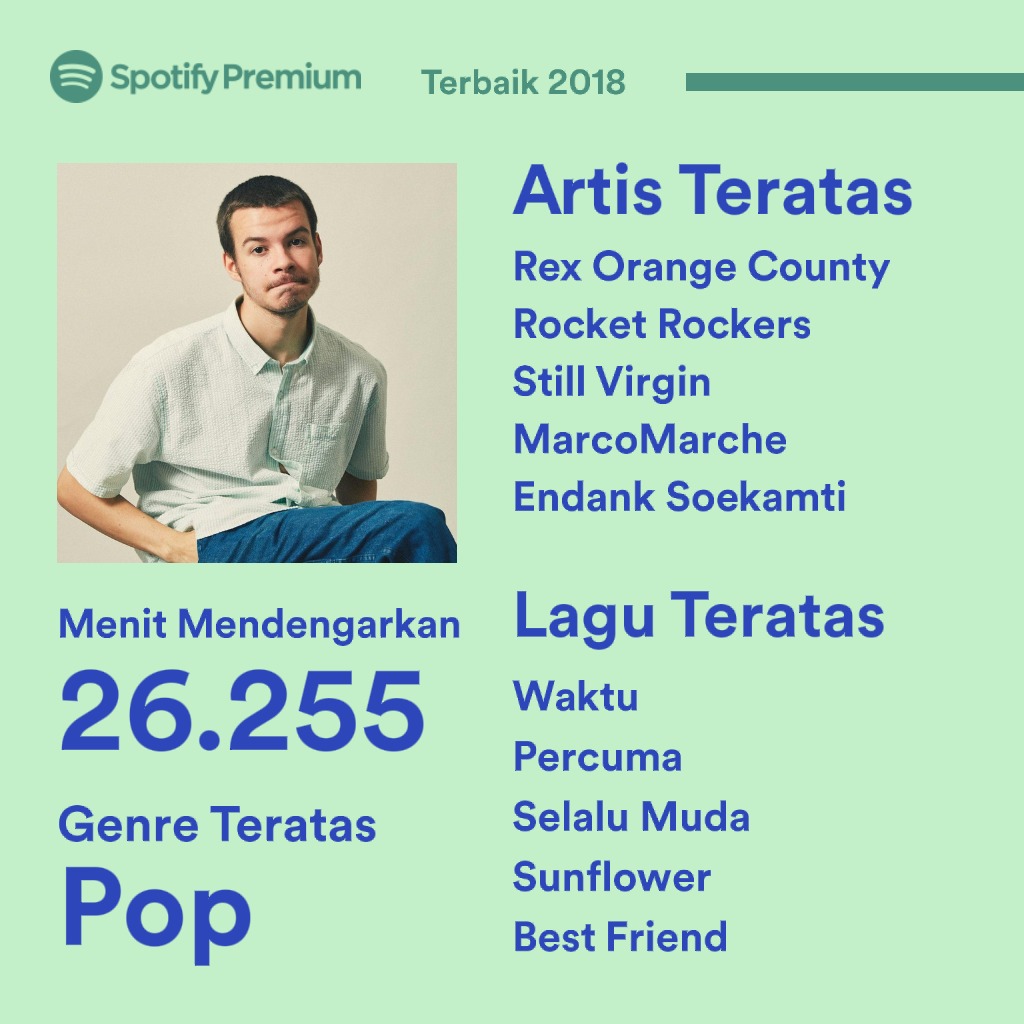 Spotify Premium
Terbaik 2018
Artis Teratas
Rex Orange County
Rocket Rockers
Still Virgin
MarcoMarche
Endank Soekamti
Menit Mendengarkan
26.255
Genre Teratas
Pop
Lagu Teratas
Waktu
Percuma
Selalu Muda
Sunflower
Best Friend